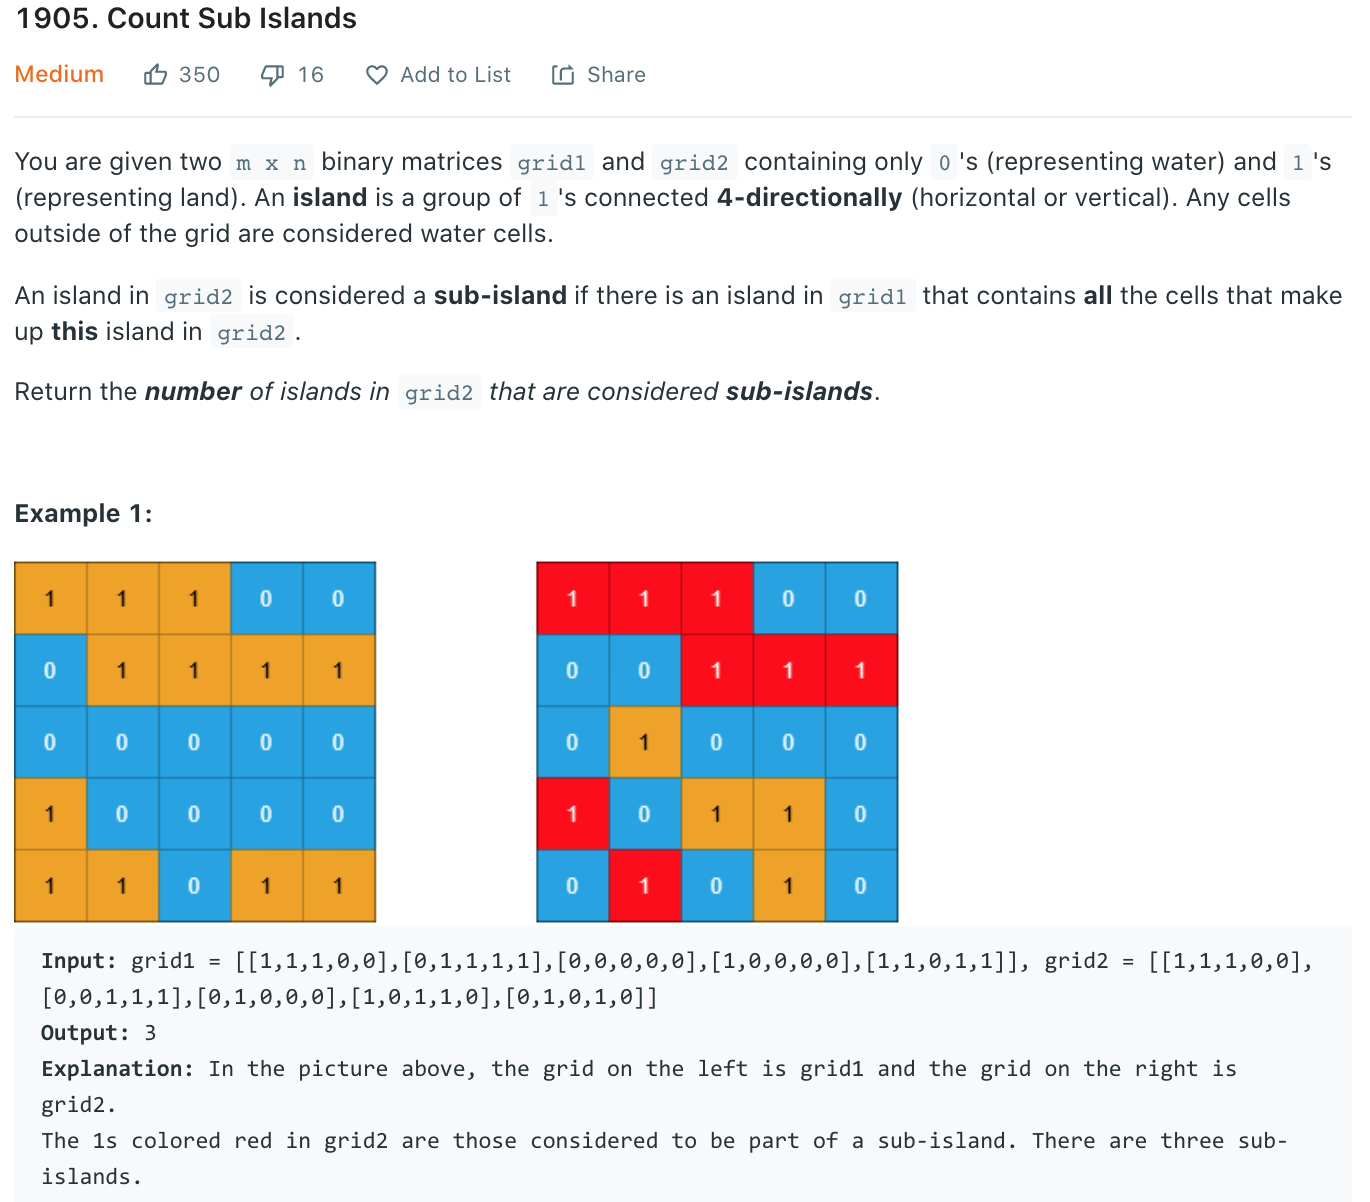 1905. Count Sub Islands
Medium 350 16 Add to List Share
You are given two m x n binary matrices grid1 and grid2 containing only 0 's (representing water) and 1 's
(representing land). An island is a group of 1 's connected 4-directionally (horizontal or vertical). Any cells
outside of the grid are considered water cells.
An island in grid2 is considered a sub-island if there is an island in grid1 that contains all the cells that make
up this island in grid2 .
Return the number of islands in grid2 that are considered sub-islands.
Example 1:
1 1 1 0 0 1 1 1 0 0
0 1 1 1 1 0 0 1 1 1
0 0 0 0 0 0 1 0 0 0
1 0 0 0 0 1 0 1 1 0
1 1 0 1 1 0 1 0 1 0
Input: grid1 = [[1,1,1,0,0],[0,1,1,1,1],[0,0,0,0,0],[1,0,0,0,0],[1,1,0,1,1]], grid2 = [[1,1,1,0,0],
[0,0,1,1,1],[0,1,0,0,0],[1,0,1,1,0],[0,1,0,1,0]]
Output: 3
Explanation: In the picture above, the grid on the left is grid1 and the grid on the right is
grid2.
The 1s colored red in grid2 are those considered to be part of a sub-island. There are three sub-
islands.